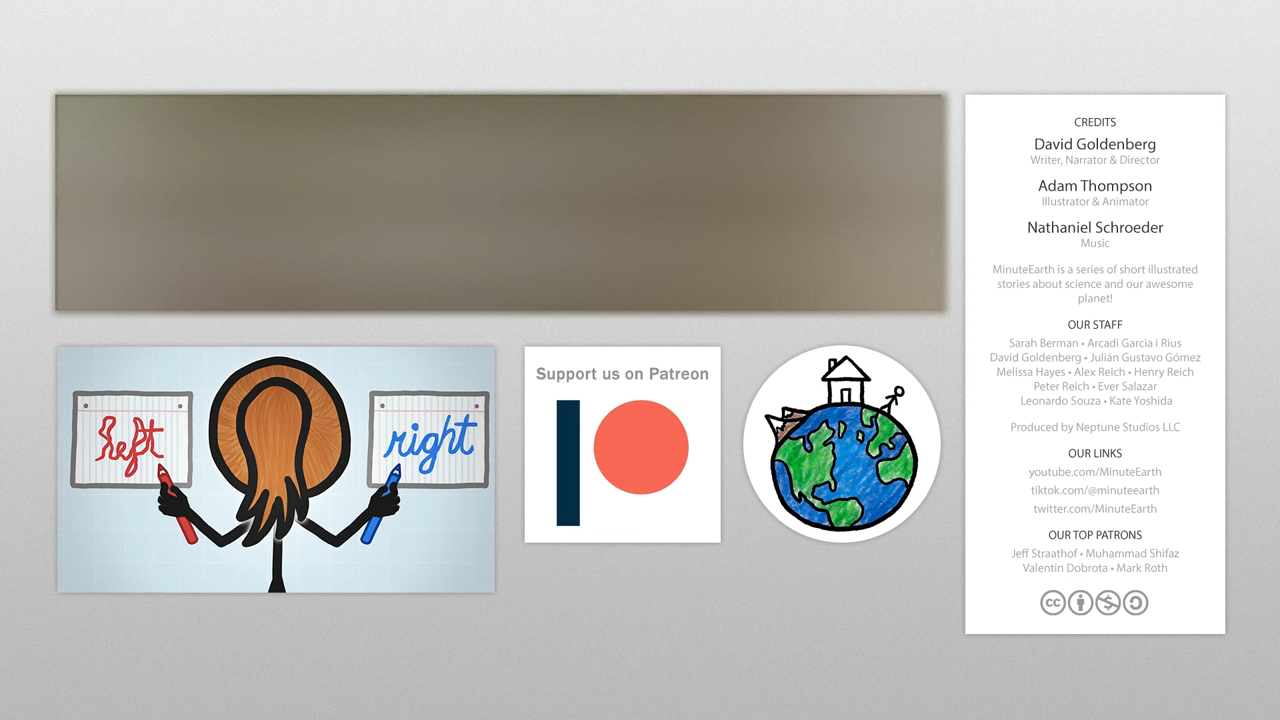 CREDITS
David Goldenberg
Writer, Narrator & Director
Adam Thompson
Illustrator & Animator
Nathaniel Schroeder
Music
MinuteEarth is a series of short illustrated
stories about science and our awesome
planet!
OUR STAFF
Sarah Berman • Arcadi Garcia i Rius
David Goldenberg • Julián Gustavo Gómez
Melissa Hayes • Alex Reich • Henry Reich
Peter Reich • Ever Salazar
Leonardo Souza • Kate Yoshida
Produced by Neptune Studios LLC
OUR LINKS
youtube.com/MinuteEarth
tiktok.com/@minuteearth
twitter.com/MinuteEarth
OUR TOP PATRONS
Jeff Straathof • Muhammad Shifaz
Valentin Dobrota • Mark Roth
cc
left
right
Support us on Patreon